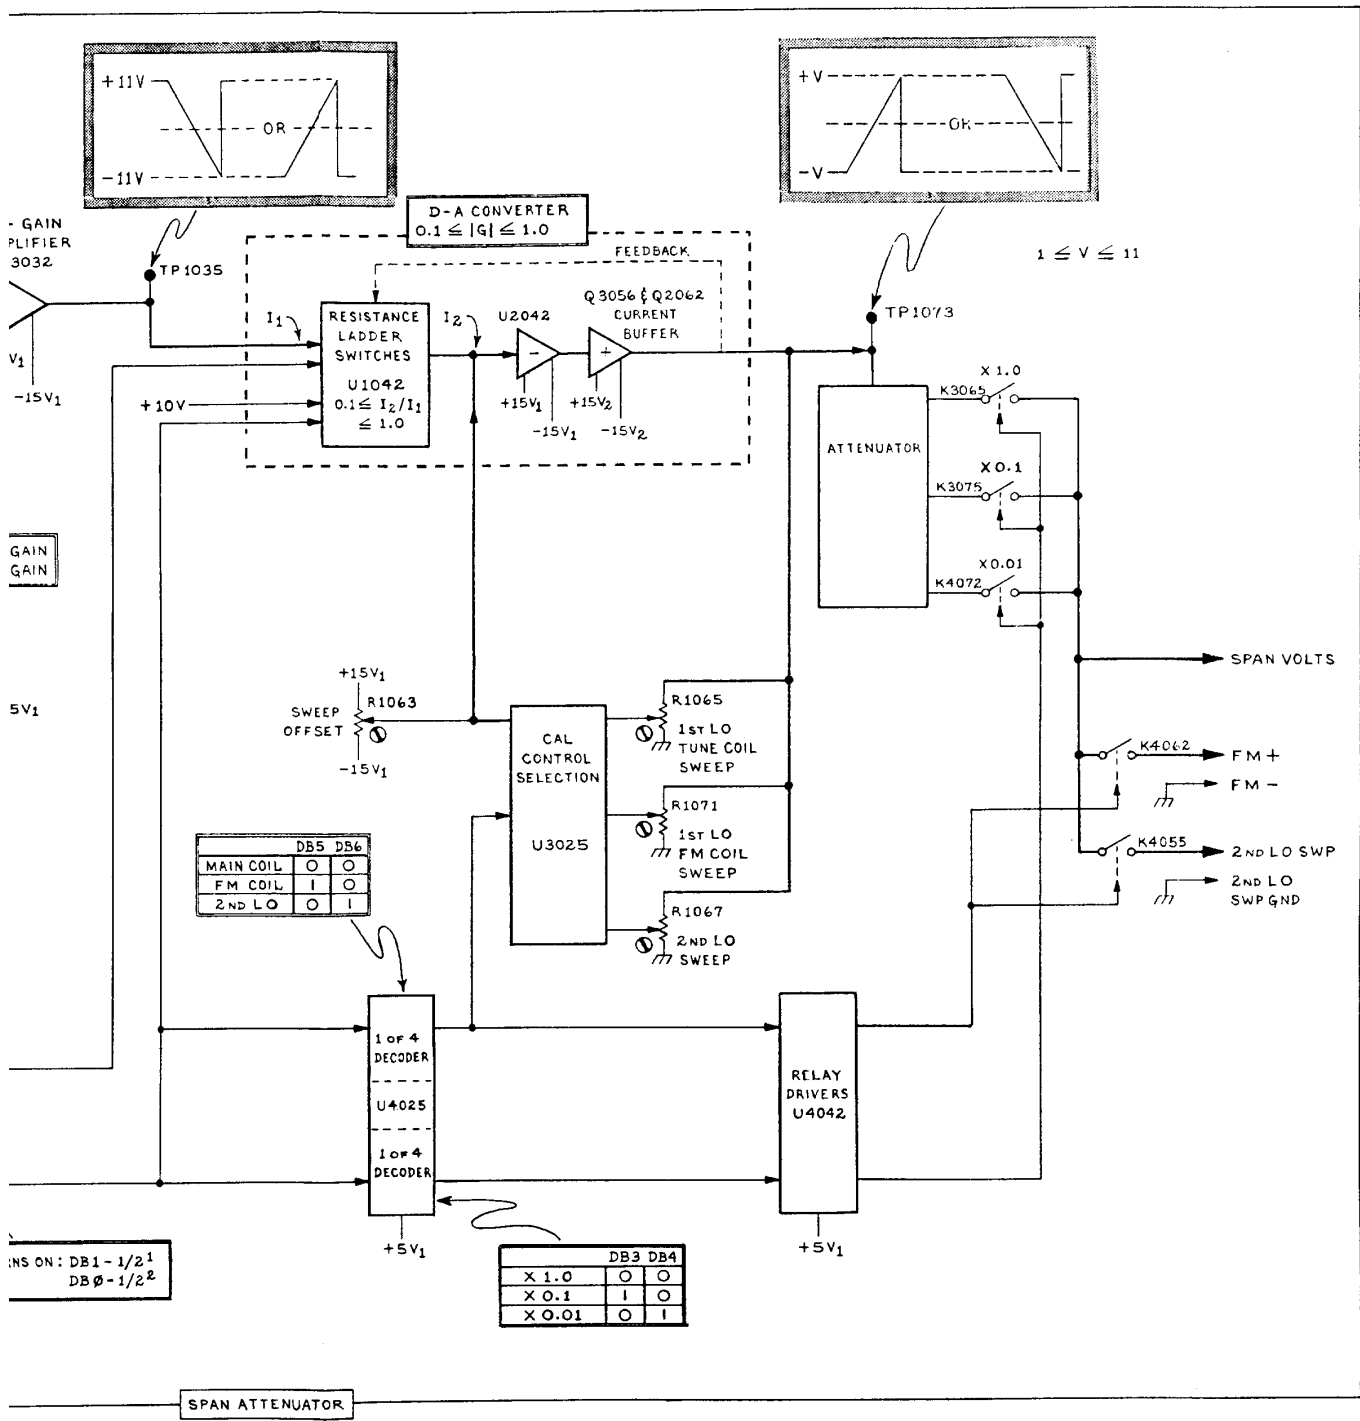 +11V
OR
-11V
+V
OR
-V
- GAIN
PLIFIER
3032
V1
-15V1
TP1035
D-A CONVERTER
0.1 ≤ |G| ≤ 1.0
FEEDBACK
1 ≤ V ≤ 11
I1
RESISTANCE
LADDER
SWITCHES
U1042
0.1 ≤ I2/I1
≤ 1.0
I2
U2042
-
+15V1
-15V1
Q3056 & Q2062
CURRENT
BUFFER
+
+15V2
-15V2
TP1073
+10V
ATTENUATOR
K3065
X 1.0
K3075
X 0.1
K4072
X0.01
GAIN
GAIN
5V1
+15V1
R1063
SWEEP
OFFSET
-15V1
CAL
CONTROL
SELECTION
U3025
R1065
1ST LO
TUNE COIL
SWEEP
R1071
1ST LO
FM COIL
SWEEP
R1067
2ND LO
SWEEP
SPAN VOLTS
K4062
FM+
FM-
K4055
2ND LO SWP
2ND LO
SWP GND
DB5 DB6
MAIN COIL 0 0
FM COIL 1 0
2ND LO 0 1
1 OF 4
DECODER
U4025
1 OF 4
DECODER
+5V1
RELAY
DRIVERS
U4042
+5V1
NS ON: DB1-1/2¹
DBØ-1/2²
DB3 DB4
X 1.0 0 0
X 0.1 1 0
X 0.01 0 1
SPAN ATTENUATOR